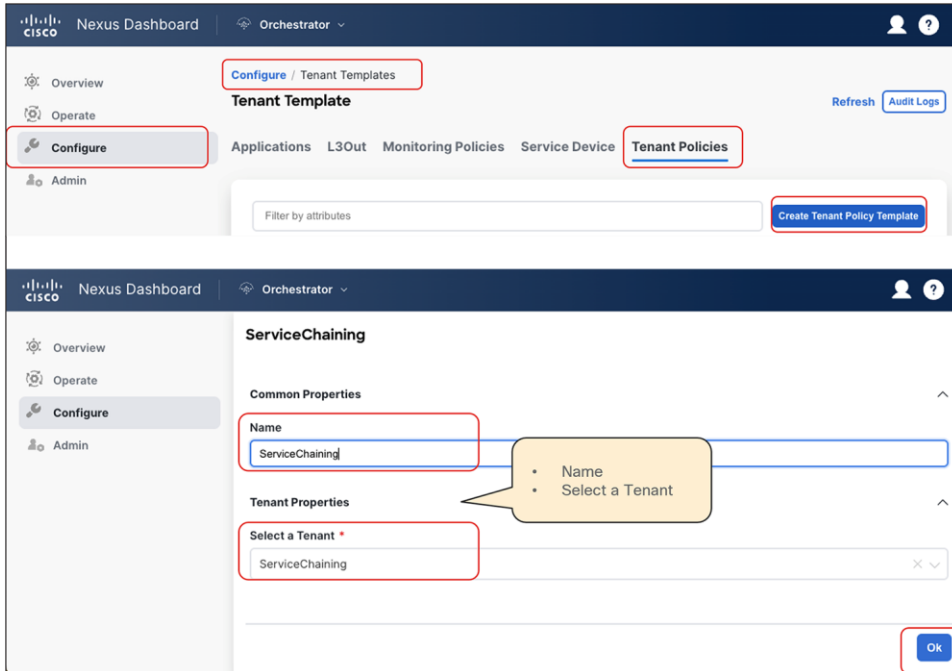 CISCO Nexus Dashboard Orchestrator ?
Overview
Operate
Configure
Admin
Configure / Tenant Templates
Tenant Template
Refresh Audit Logs
Applications L3Out Monitoring Policies Service Device Tenant Policies
Filter by attributes Create Tenant Policy Template
CISCO Nexus Dashboard Orchestrator ?
Overview
Operate
Configure
Admin
ServiceChaining
Common Properties
Name
ServiceChaining
• Name
• Select a Tenant
Tenant Properties
Select a Tenant *
ServiceChaining
Ok